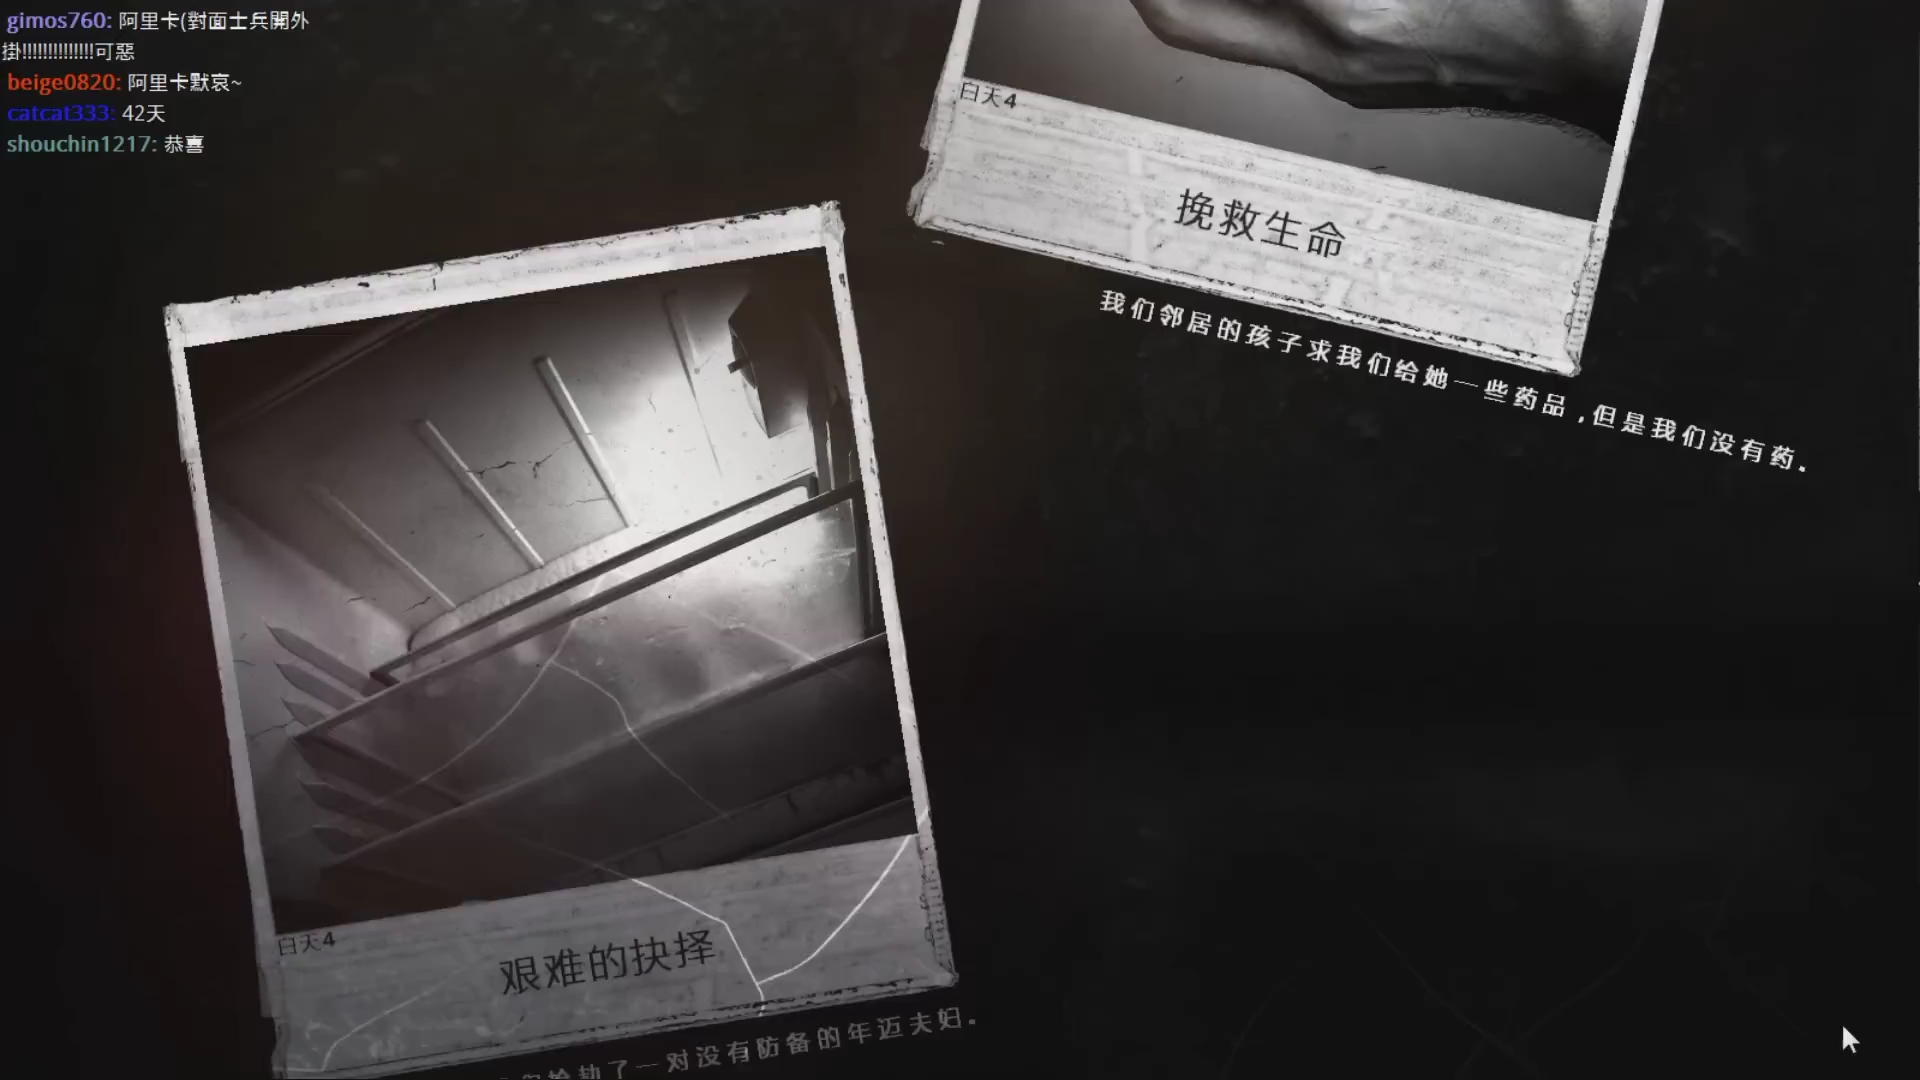 gimos760: 阿里卡(對面士兵開外
掛!!!!!!!!!!!!!!可惡
beige0820: 阿里卡默哀~
catcat333: 42天
shouchin1217: 恭喜
白天4
挽救生命
我们邻居的孩子求我们给她一些药品,但是我们没有药。
白天4
艰难的抉择
抢劫了一对没有防备的年迈夫妇。